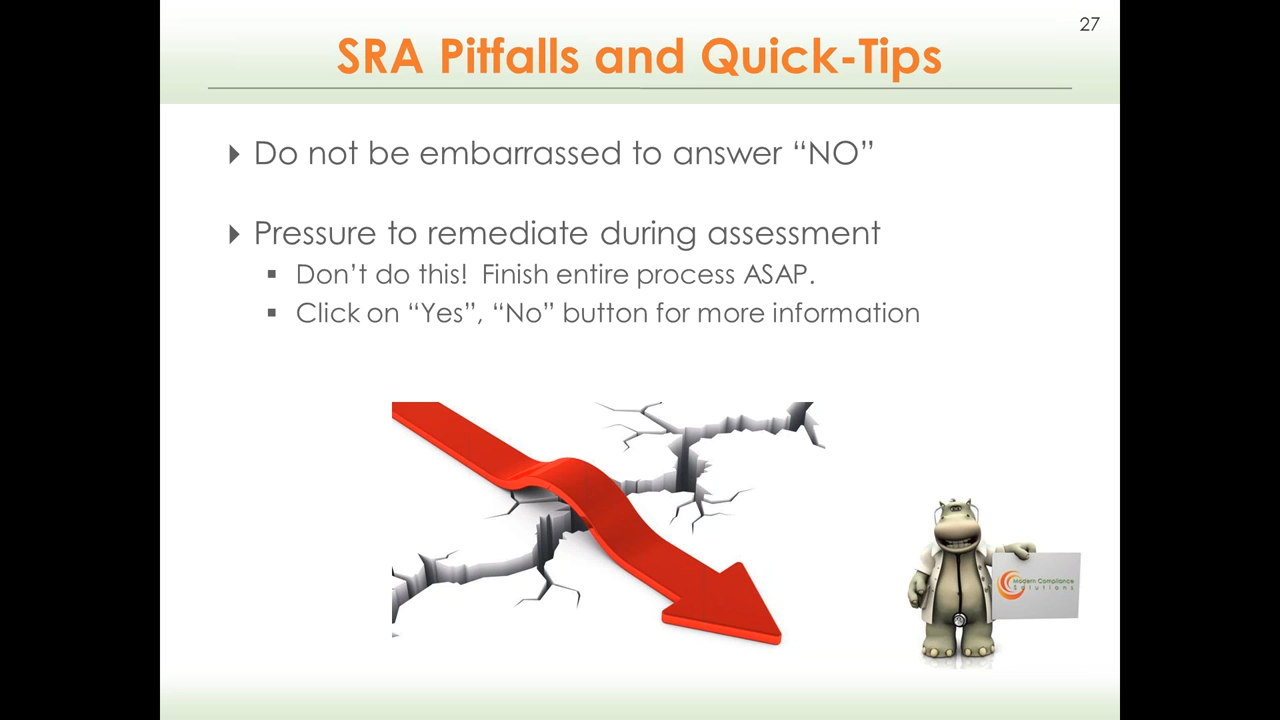 27
SRA Pitfalls and Quick-Tips
Do not be embarrassed to answer “NO”
Pressure to remediate during assessment
Don’t do this!  Finish entire process ASAP.
Click on “Yes”, “No” button for more information
Modern Compliance
Solutions